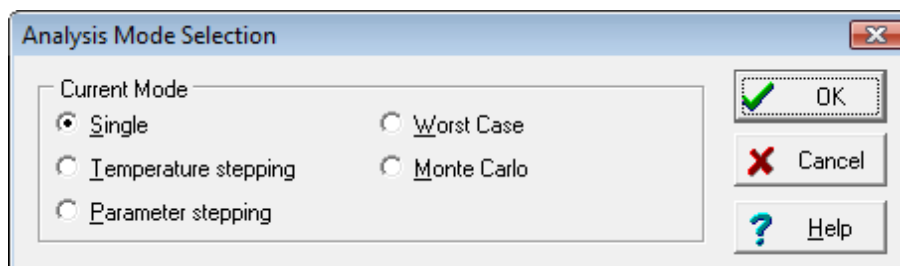 Analysis Mode Selection
Current Mode
Single
Worst Case
Temperature stepping
Monte Carlo
Parameter stepping
OK
Cancel
Help